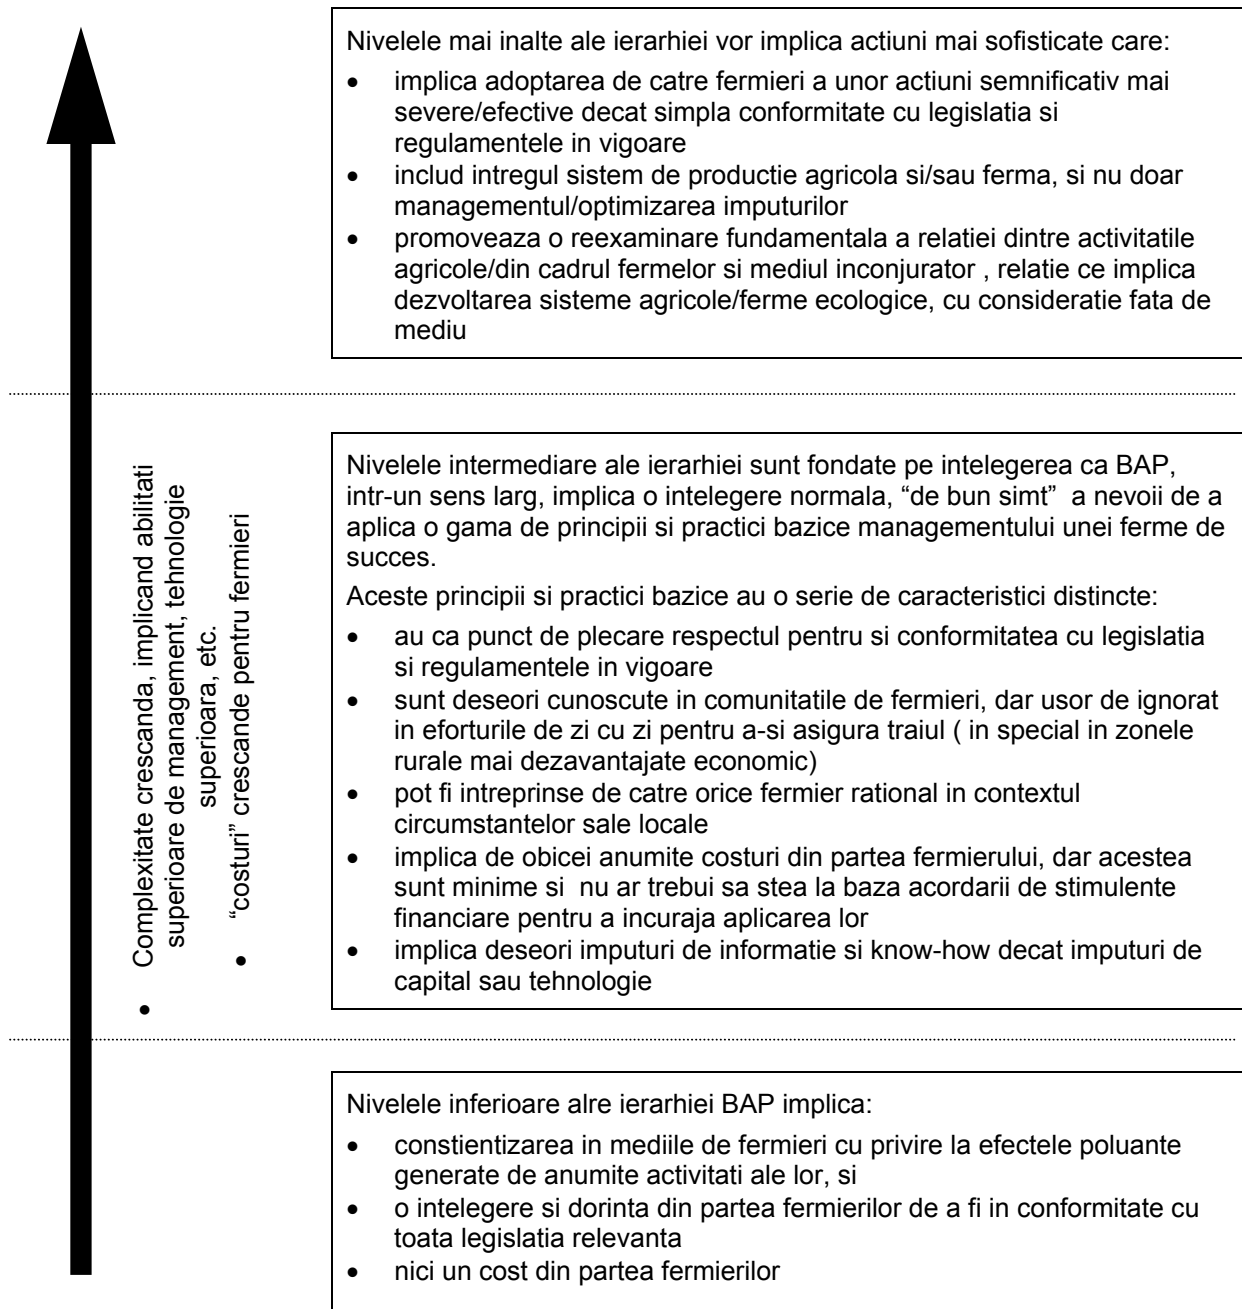 Nivelele mai inalte ale ierarhiei vor implica actiuni mai sofisticate care:
• implica adoptarea de catre fermieri a unor actiuni semnificativ mai
severe/efective decat simpla conformitate cu legislatia si
regulamentele in vigoare
• includ intregul sistem de productie agricola si/sau ferma, si nu doar
managementul/optimizarea imputurilor
• promoveaza o reexaminare fundamentala a relatiei dintre activitatile
agricole/din cadrul fermelor si mediul inconjurator , relatie ce implica
dezvoltarea sisteme agricole/ferme ecologice, cu consideratie fata de
mediu
• Complexitate crescanda, implicand abilitati
superioare de management, tehnologie
superioara, etc.
• “costuri” crescande pentru fermieri
Nivelele intermediare ale ierarhiei sunt fondate pe intelegerea ca BAP,
intr-un sens larg, implica o intelegere normala, “de bun simt” a nevoii de a
aplica o gama de principii si practici bazice managementului unei ferme de
succes.
Aceste principii si practici bazice au o serie de caracteristici distincte:
• au ca punct de plecare respectul pentru si conformitatea cu legislatia
si regulamentele in vigoare
• sunt deseori cunoscute in comunitatile de fermieri, dar usor de ignorat
in eforturile de zi cu zi pentru a-si asigura traiul ( in special in zonele
rurale mai dezavantajate economic)
• pot fi intreprinse de catre orice fermier rational in contextul
circumstantelor sale locale
• implica de obicei anumite costuri din partea fermierului, dar acestea
sunt minime si nu ar trebui sa stea la baza acordarii de stimulente
financiare pentru a incuraja aplicarea lor
• implica deseori imputuri de informatie si know-how decat imputuri de
capital sau tehnologie
Nivelele inferioare alre ierarhiei BAP implica:
• constientizarea in mediile de fermieri cu privire la efectele poluante
generate de anumite activitati ale lor, si
• o intelegere si dorinta din partea fermierilor de a fi in conformitate cu
toata legislatia relevanta
• nici un cost din partea fermierilor